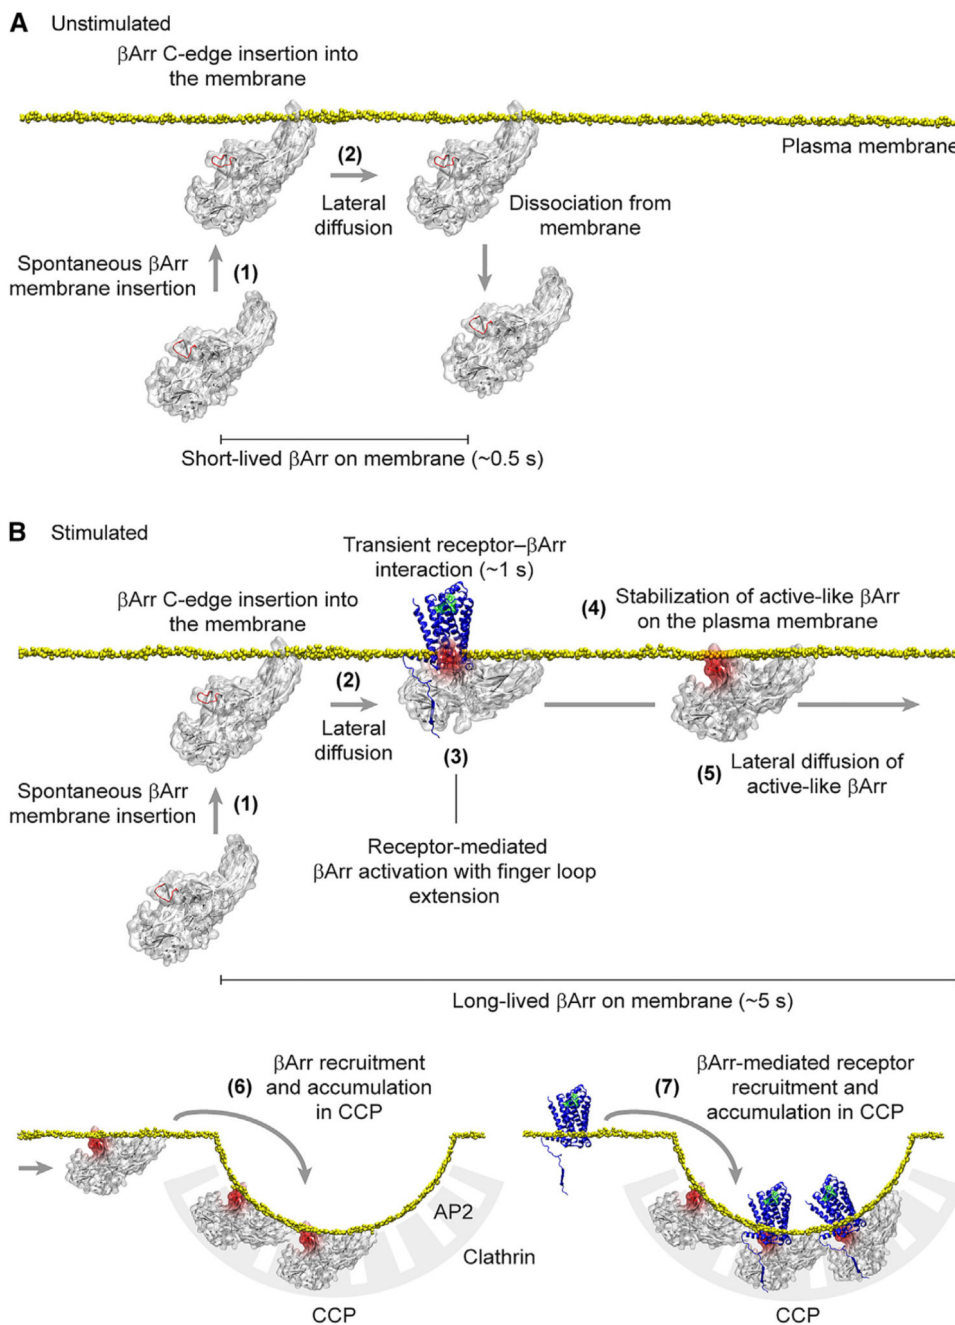 A Unstimulated
βArr C-edge insertion into
the membrane
Plasma membrane
(2)
Lateral
diffusion
Dissociation from
membrane
Spontaneous βArr
membrane insertion
(1)
Short-lived βArr on membrane (~0.5 s)
B Stimulated
Transient receptor–βArr
interaction (~1 s)
βArr C-edge insertion into
the membrane
(4)
Stabilization of active-like βArr
on the plasma membrane
(2)
Lateral
diffusion
(3)
(5)
Lateral diffusion of
active-like βArr
Spontaneous βArr
membrane insertion
(1)
Receptor-mediated
βArr activation with finger loop
extension
Long-lived βArr on membrane (~5 s)
(6)
βArr recruitment
and accumulation
in CCP
(7)
βArr-mediated receptor
recruitment and
accumulation in CCP
AP2
Clathrin
CCP
CCP